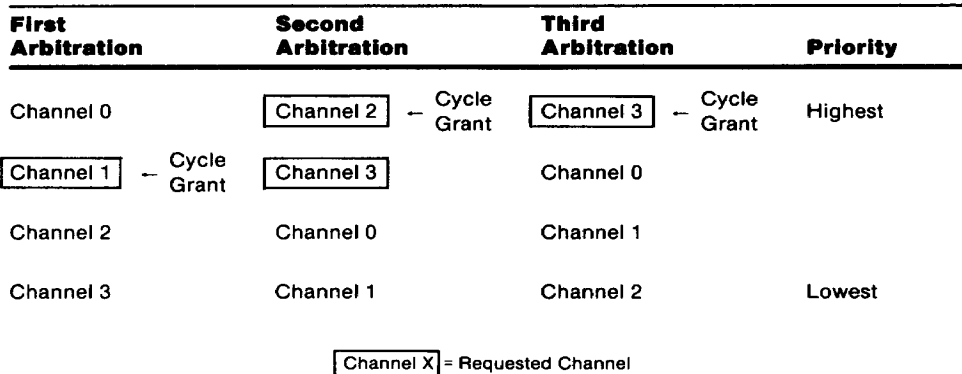 First Arbitration Second Arbitration Third Arbitration Priority
Channel 0 Channel 2 ← Cycle Grant Channel 3 ← Cycle Grant Highest
Channel 1 ← Cycle Grant Channel 3 Channel 0
Channel 2 Channel 0 Channel 1
Channel 3 Channel 1 Channel 2 Lowest
Channel X = Requested Channel